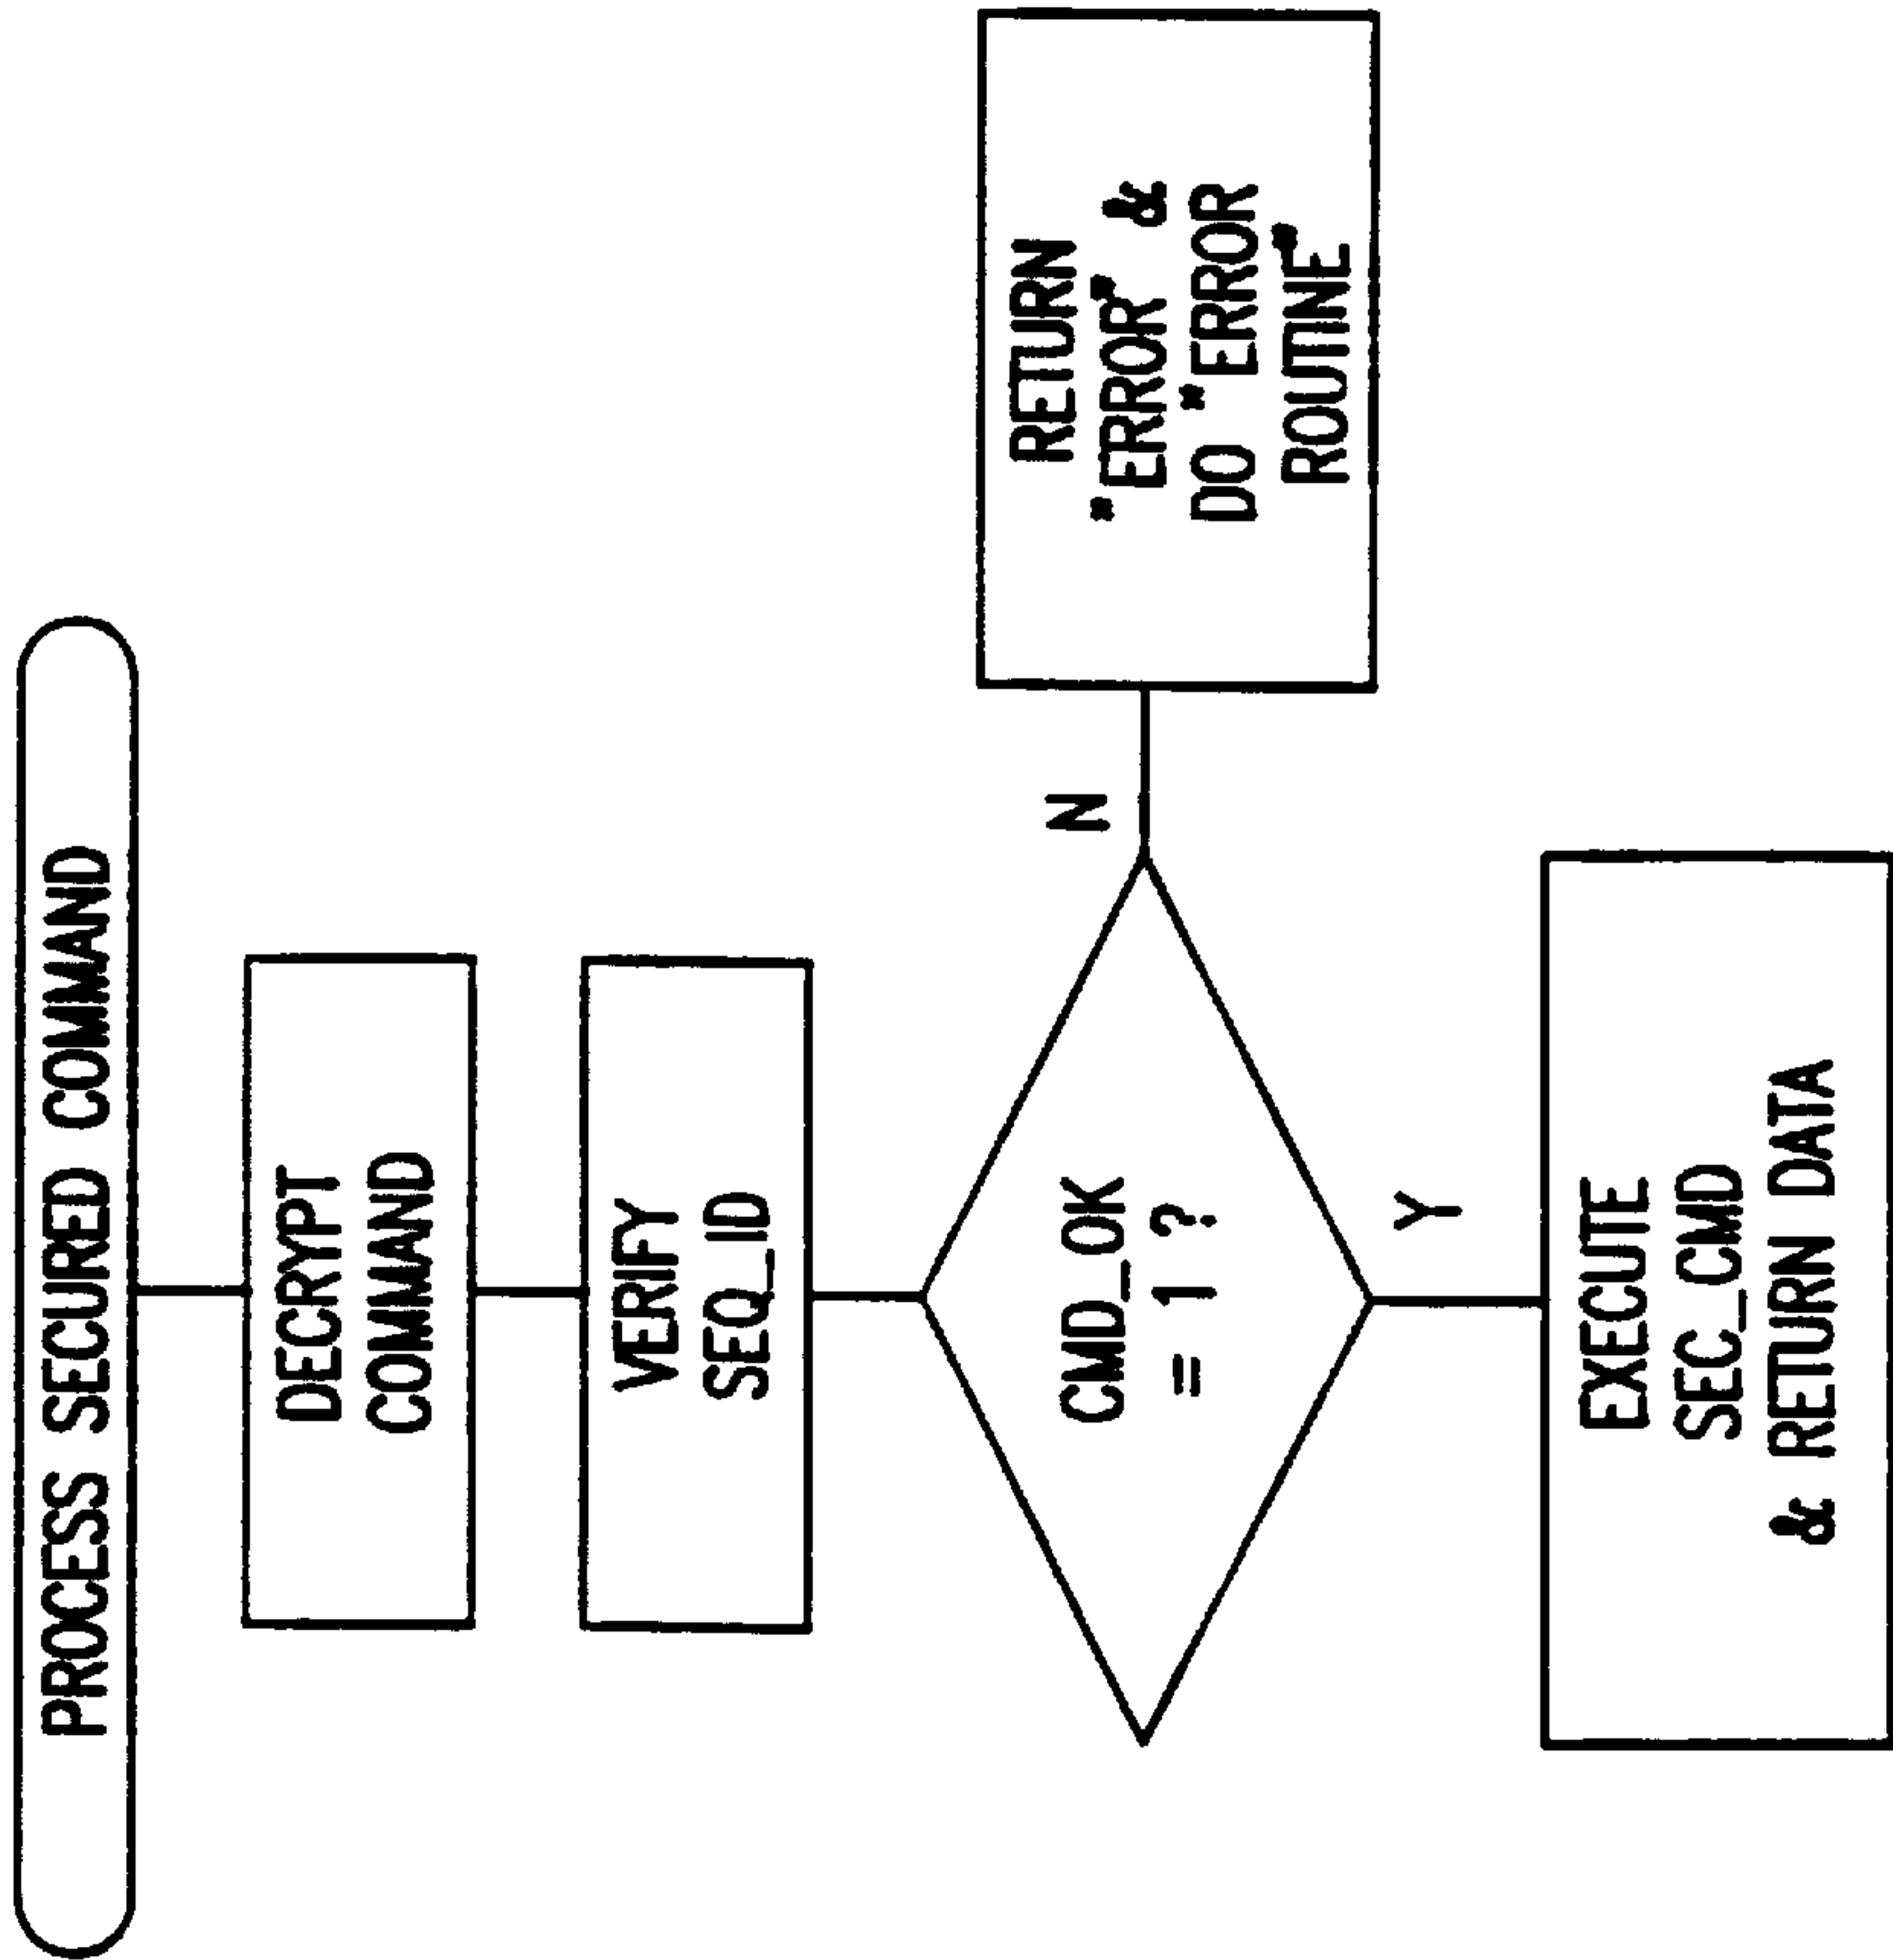 PROCESS SECURED COMMAND
DECRYPT
COMMAND
VERIFY
SEQ_ID
CMD_OK
= 1 ?
N
RETURN
"ERROR" &
DO "ERROR
ROUTINE"
Y
EXECUTE
SEC_CMD
& RETURN DATA